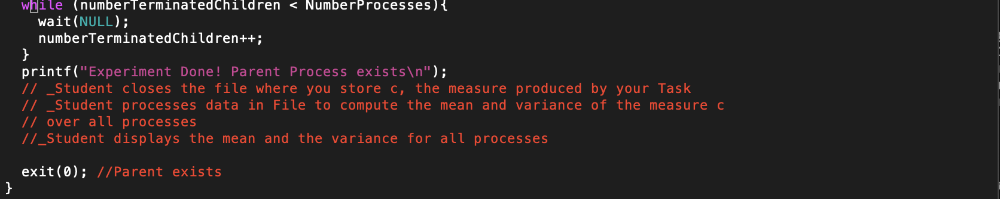 while (numberTerminatedChildren < NumberProcesses){
wait(NULL);
numberTerminatedChildren++;
}
printf("Experiment Done! Parent Process exists\n");
// _Student closes the file where you store c, the measure produced by your Task
// _Student processes data in File to compute the mean and variance of the measure c
// over all processes
//_Student displays the mean and the variance for all processes
exit(0); //Parent exists
}